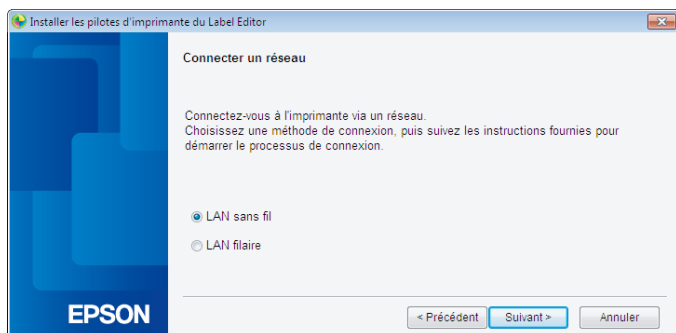 Installer les pilotes d'imprimante du Label Editor
Connecter un réseau
Connectez-vous à l'imprimante via un réseau.
Choisissez une méthode de connexion, puis suivez les instructions fournies pour
démarrer le processus de connexion.
LAN sans fil
LAN filaire
EPSON
< Précédent Suivant > Annuler